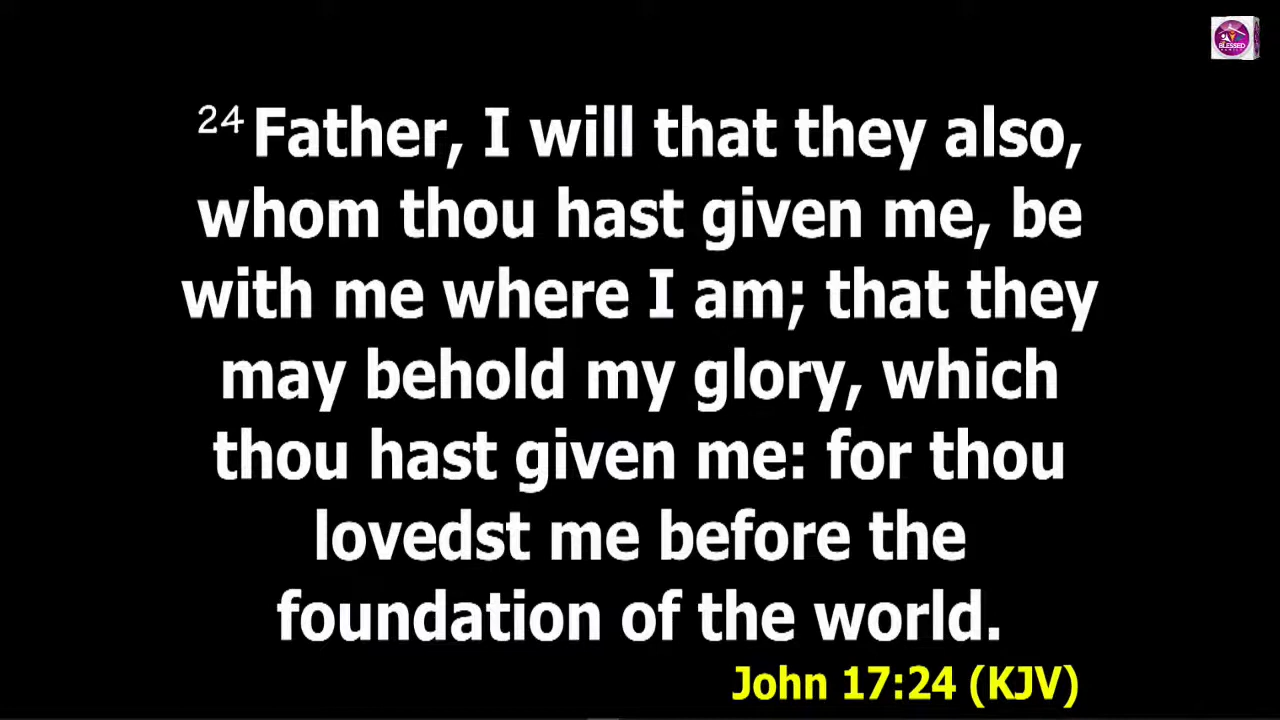 BLESSED
24 Father, I will that they also,
whom thou hast given me, be
with me where I am; that they
may behold my glory, which
thou hast given me: for thou
lovedst me before the
foundation of the world.
John 17:24 (KJV)